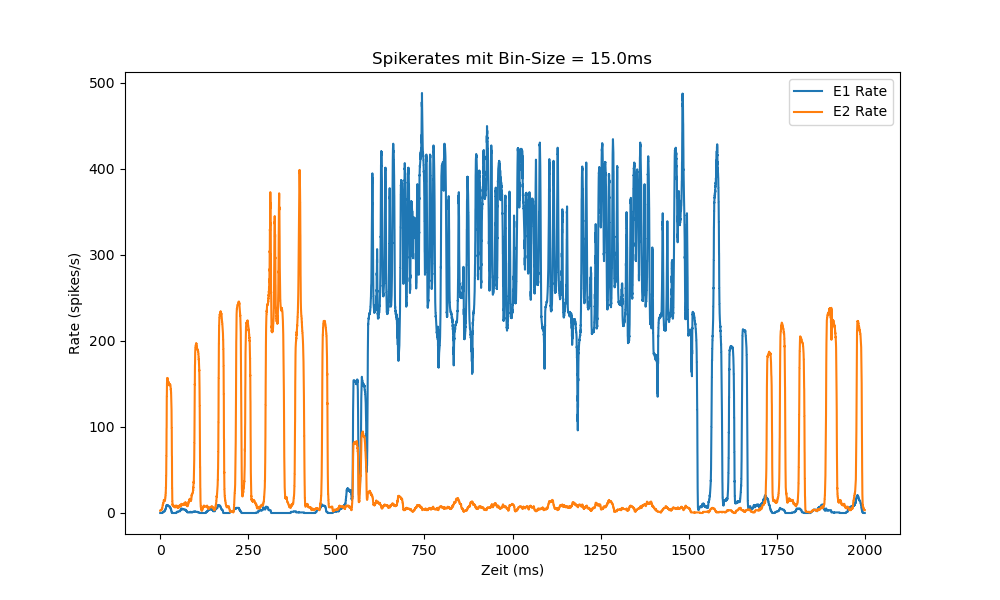 Spikerates mit Bin-Size = 15.0ms
E1 Rate
E2 Rate
Rate (spikes/s)
500
400
300
200
100
0
0 250 500 750 1000 1250 1500 1750 2000
Zeit (ms)